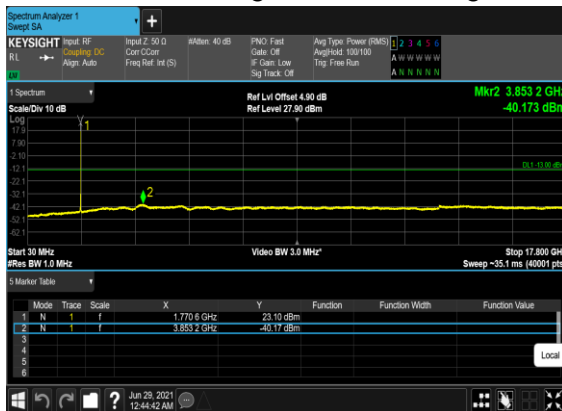 Spectrum Analyzer 1
Swept SA
KEYSIGHT Input: RF Input Z: 50 Ω #Atten: 40 dB PNO: Fast Avg Type: Power (RMS) 1 2 3 4 5 6
RL Coupling: DC Corr CCorr Gate: Off Avg|Hold: 100/100 A W W W W W
Align: Auto Freq Ref: Int (S) IF Gain: Low Trig: Free Run
Sig Track: Off A N N N N N
1 Spectrum Ref Lvl Offset 4.90 dB Mkr2 3.853 2 GHz
Scale/Div 10 dB Ref Level 27.90 dBm -40.173 dBm
Log
17.9
7.90
-2.10
-12.1
-22.1
-32.1
-42.1
-52.1
-62.1
1
2
DL1 -13.00 dBm
Start 30 MHz Video BW 3.0 MHz* Stop 17.800 GHz
#Res BW 1.0 MHz Sweep ~35.1 ms (40001 pts)
5 Marker Table
Mode Trace Scale X Y Function Function Width Function Value
1 N 1 f 1.770 6 GHz 23.10 dBm
2 N 1 f 3.853 2 GHz -40.17 dBm
3
4
5
6
Local
Jun 29, 2021
12:44:42 AM